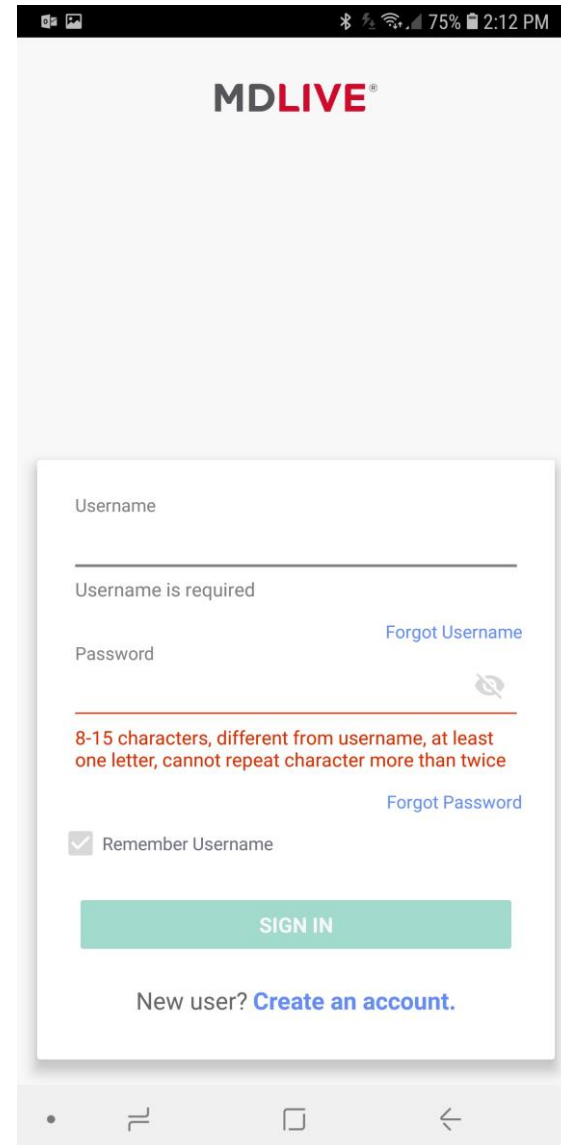 75% 2:12 PM
MDLIVE®
Username
Username is required
Forgot Username
Password
8-15 characters, different from username, at least
one letter, cannot repeat character more than twice
Forgot Password
Remember Username
SIGN IN
New user? Create an account.